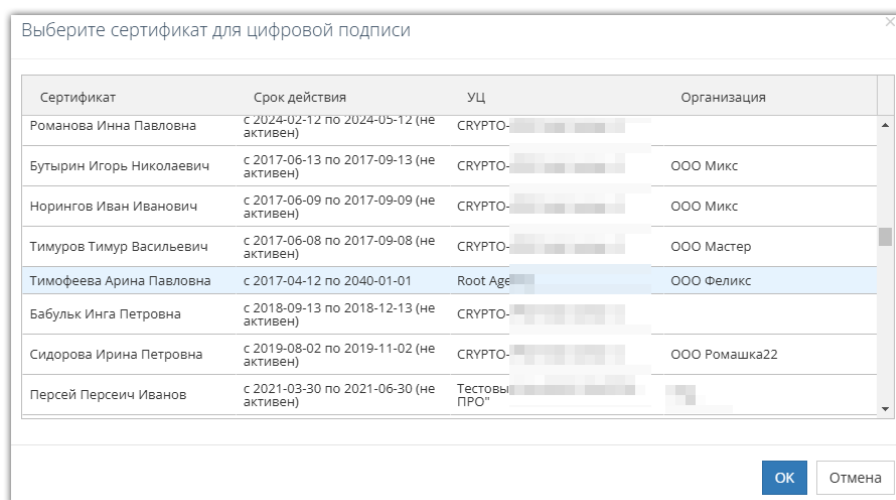 Выберите сертификат для цифровой подписи
Сертификат Срок действия УЦ Организация
Романова Инна Павловна с 2024-02-12 по 2024-05-12 (не CRYPTO-
активен)
Бутырин Игорь Николаевич с 2017-06-13 по 2017-09-13 (не CRYPTO- ООО Микс
активен)
Норингов Иван Иванович с 2017-06-09 по 2017-09-09 (не CRYPTO- ООО Микс
активен)
Тимуров Тимур Васильевич с 2017-06-08 по 2017-09-08 (не CRYPTO- ООО Мастер
активен)
Тимофеева Арина Павловна с 2017-04-12 по 2040-01-01 Root Age ООО Феликс
Бабульк Инга Петровна с 2018-09-13 по 2018-12-13 (не CRYPTO-
активен)
Сидорова Ирина Петровна с 2019-08-02 по 2019-11-02 (не CRYPTO- ООО Ромашка22
активен)
Персей Персеич Иванов с 2021-03-30 по 2021-06-30 (не Тестовы
активен) ПРО"
OK Отмена